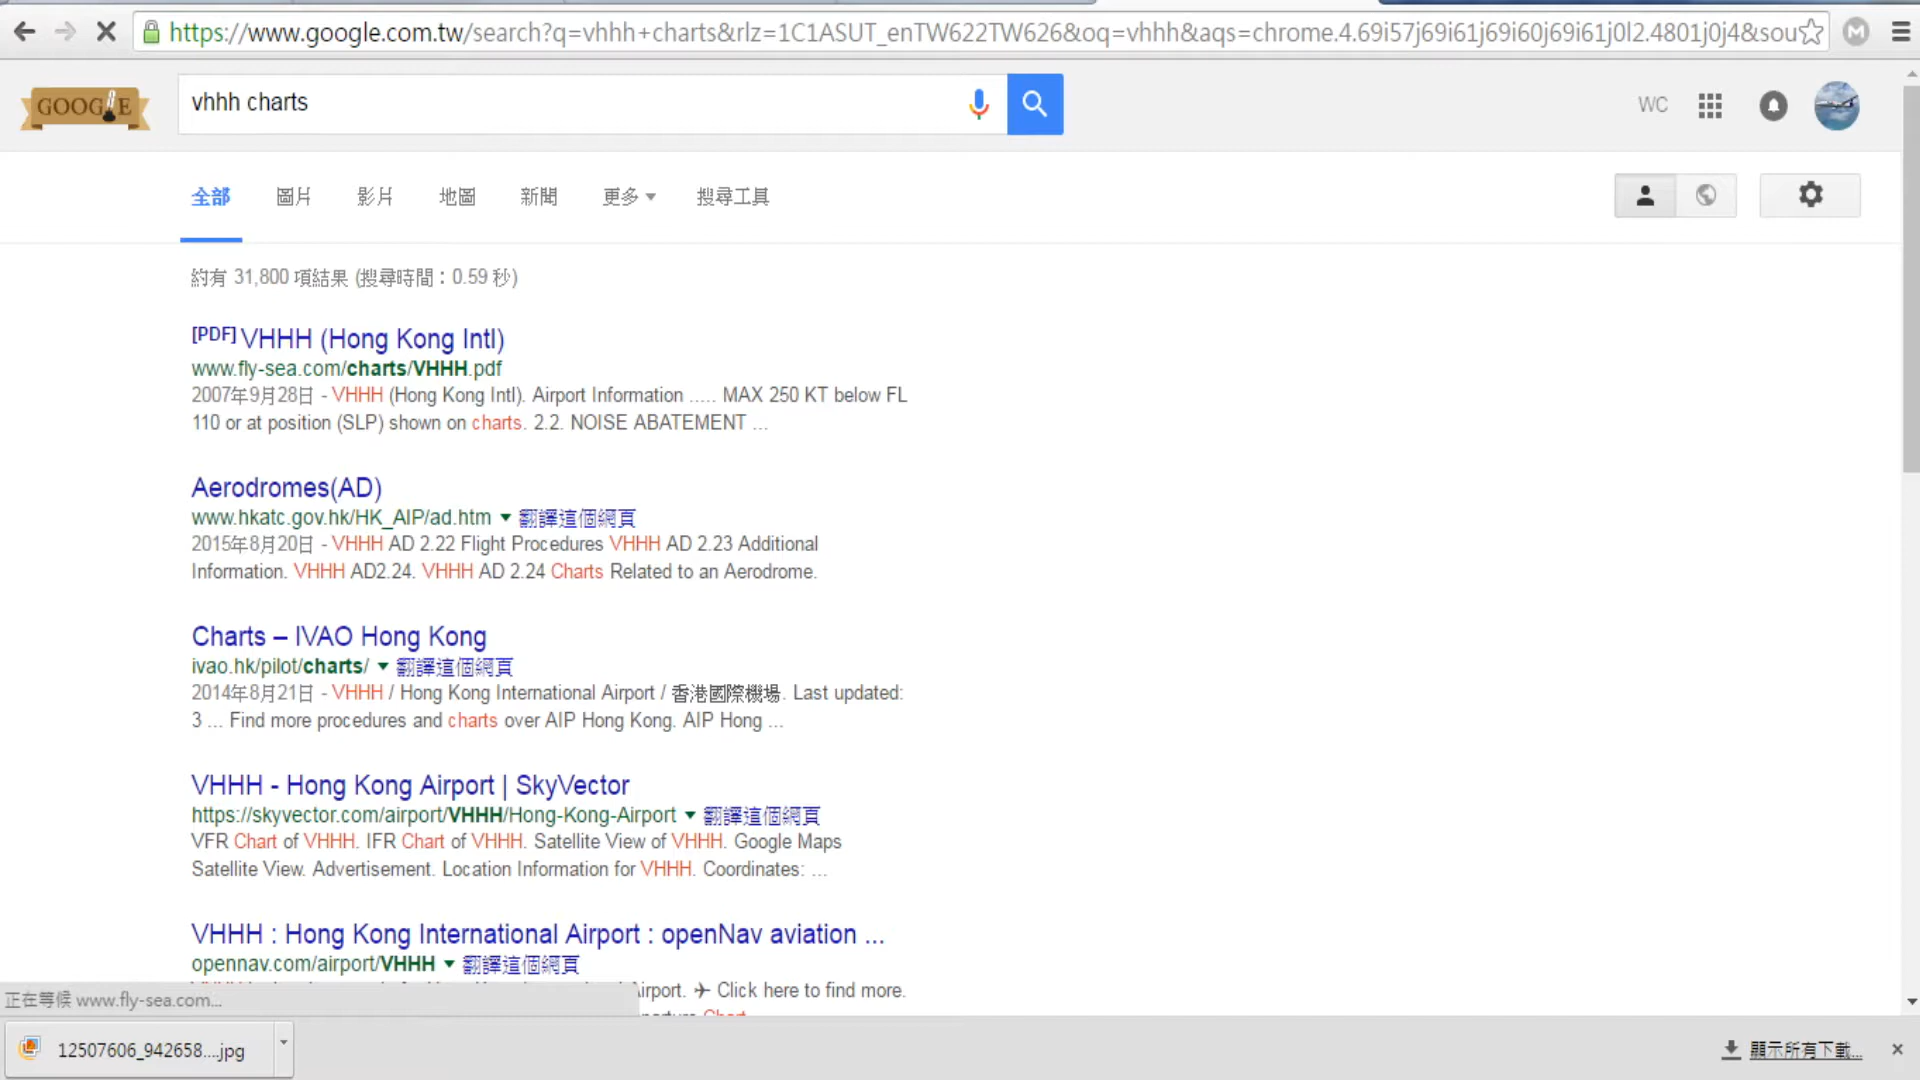 https://www.google.com.tw/search?q=vhhh+charts&rlz=1C1ASUT_enTW622TW626&oq=vhhh&aqs=chrome.4.69i57j69i61j69i60j69i61j0l2.4801j0j4&sou
GOOGLE
vhhh charts
WC
全部 圖片 影片 地圖 新聞 更多 搜尋工具
約有 31,800 項結果 (搜尋時間：0.59 秒)
[PDF] VHHH (Hong Kong Intl)
www.fly-sea.com/charts/VHHH.pdf
2007年9月28日 - VHHH (Hong Kong Intl). Airport Information ..... MAX 250 KT below FL
110 or at position (SLP) shown on charts. 2.2. NOISE ABATEMENT ...
Aerodromes(AD)
www.hkatc.gov.hk/HK_AIP/ad.htm 翻譯這個網頁
2015年8月20日 - VHHH AD 2.22 Flight Procedures VHHH AD 2.23 Additional
Information. VHHH AD2.24. VHHH AD 2.24 Charts Related to an Aerodrome.
Charts – IVAO Hong Kong
ivao.hk/pilot/charts/ 翻譯這個網頁
2014年8月21日 - VHHH / Hong Kong International Airport / 香港國際機場. Last updated:
3 ... Find more procedures and charts over AIP Hong Kong. AIP Hong ...
VHHH - Hong Kong Airport | SkyVector
https://skyvector.com/airport/VHHH/Hong-Kong-Airport 翻譯這個網頁
VFR Chart of VHHH. IFR Chart of VHHH. Satellite View of VHHH. Google Maps
Satellite View. Advertisement. Location Information for VHHH. Coordinates: ...
VHHH : Hong Kong International Airport : openNav aviation ...
opennav.com/airport/VHHH 翻譯這個網頁
Airport. ✈ Click here to find more.
Chart
正在等候 www.fly-sea.com...
12507606_942658....jpg
顯示所有下載...